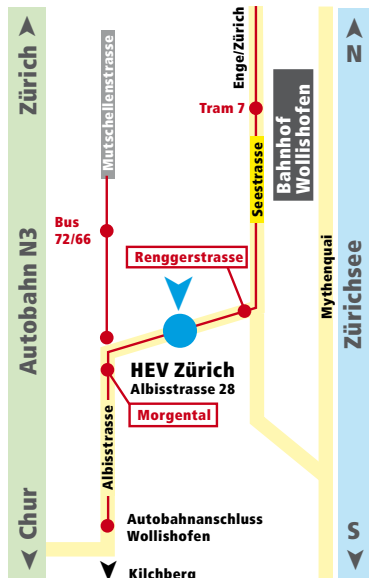 Zürich
Autobahn N3
Chur
Mutschellenstrasse
Enge/Zürich
Tram 7
Bahnhof
Wollishofen
Seestrasse
N
Zürichsee
S
Mythenquai
Bus
72/66
Renggerstrasse
HEV Zürich
Albisstrasse 28
Morgental
Albisstrasse
Autobahnanschluss
Wollishofen
Kilchberg